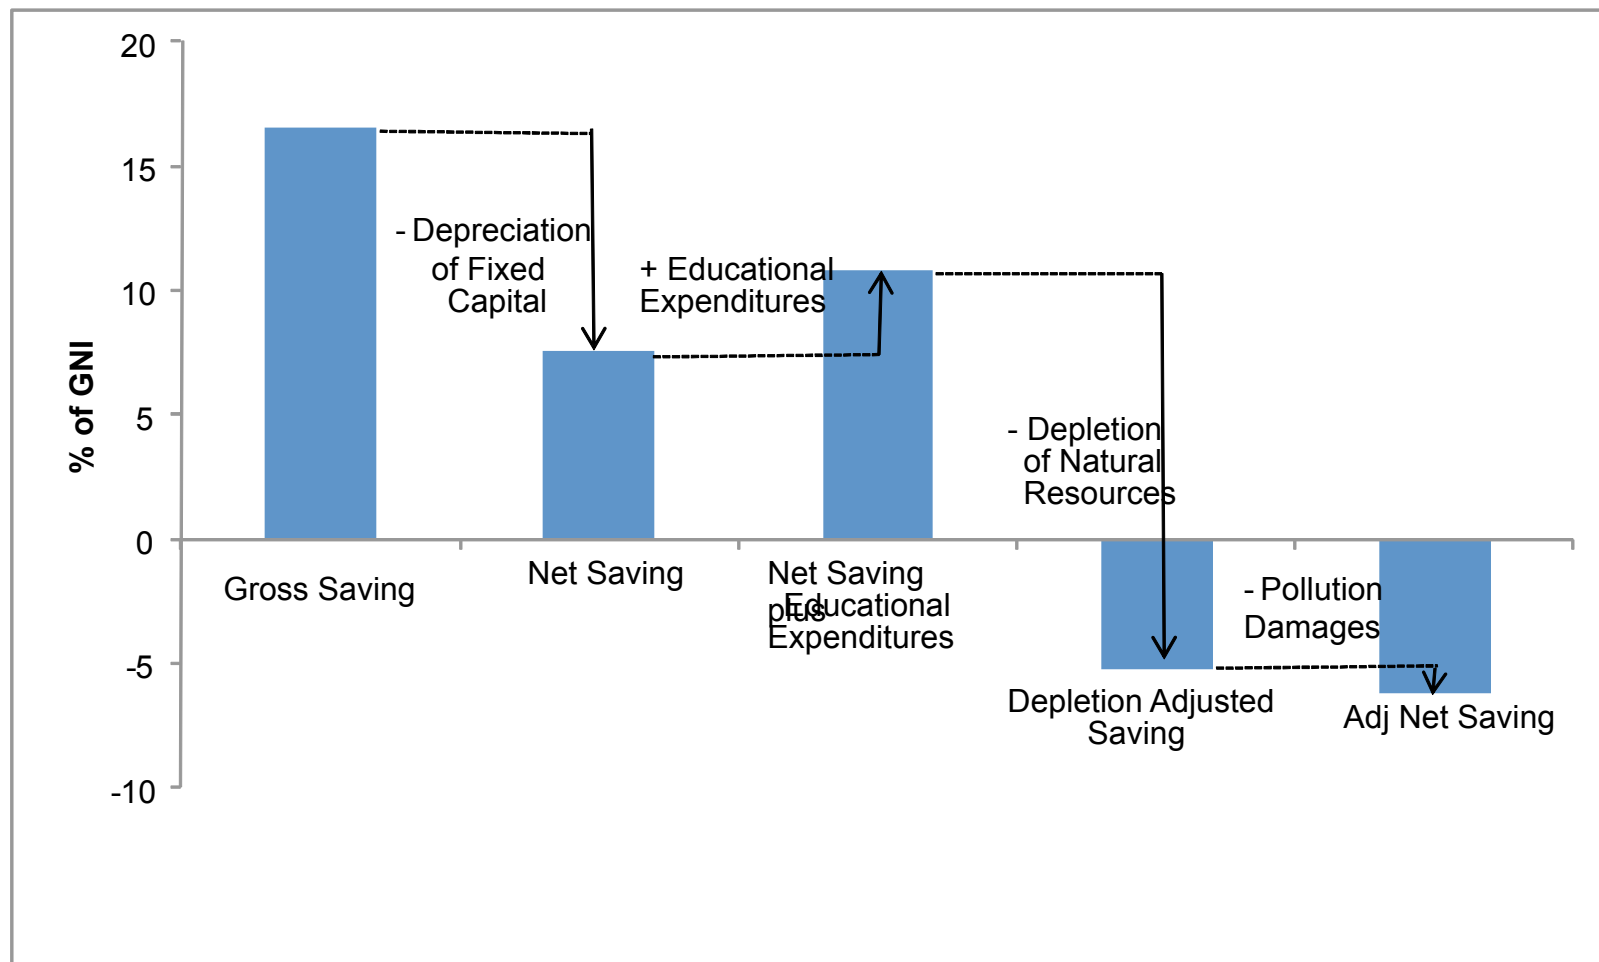 20
15
10
5
0
-5
-10
% of GNI
- Depreciation
of Fixed
Capital
+ Educational
Expenditures
- Depletion
of Natural
Resources
- Pollution
Damages
Gross Saving
Net Saving
Net Saving
plus
Educational
Expenditures
Depletion Adjusted
Saving
Adj Net Saving